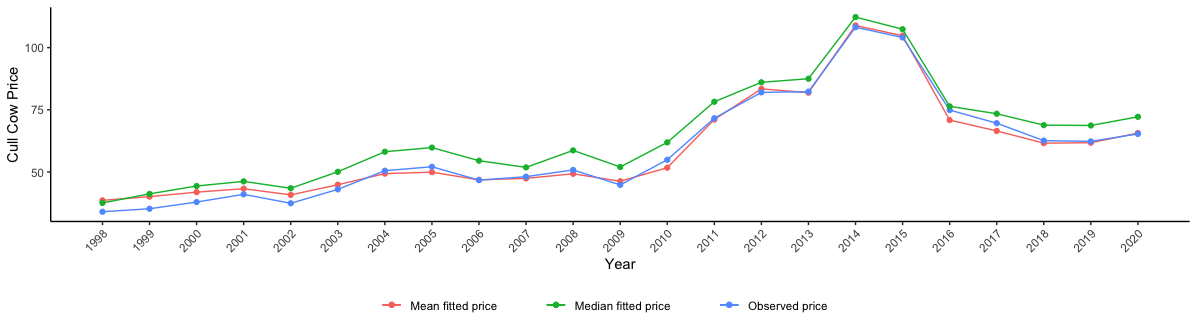 Cull Cow Price
100
75
50
1998 1999 2000 2001 2002 2003 2004 2005 2006 2007 2008 2009 2010 2011 2012 2013 2014 2015 2016 2017 2018 2019 2020
Year
Mean fitted price Median fitted price Observed price